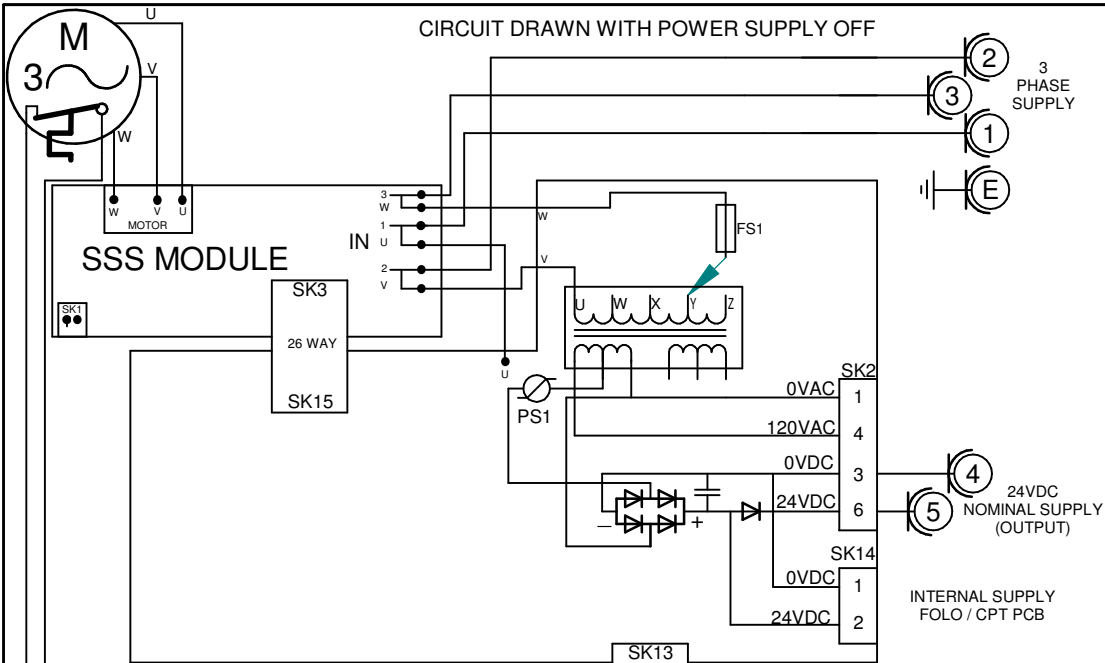 CIRCUIT DRAWN WITH POWER SUPPLY OFF
U
M
3
V
W
2
3
1
E
3
PHASE
SUPPLY
W
V
U
MOTOR
SSS MODULE
IN
3
W
1
U
2
V
W
V
FS1
SK1
SK3
26 WAY
SK15
U
W
X
Y
Z
U
PS1
SK2
0VAC
1
120VAC
4
0VDC
3
24VDC
6
4
5
24VDC
NOMINAL SUPPLY
(OUTPUT)
–
+
SK14
0VDC
1
24VDC
2
INTERNAL SUPPLY
FOLO / CPT PCB
SK13